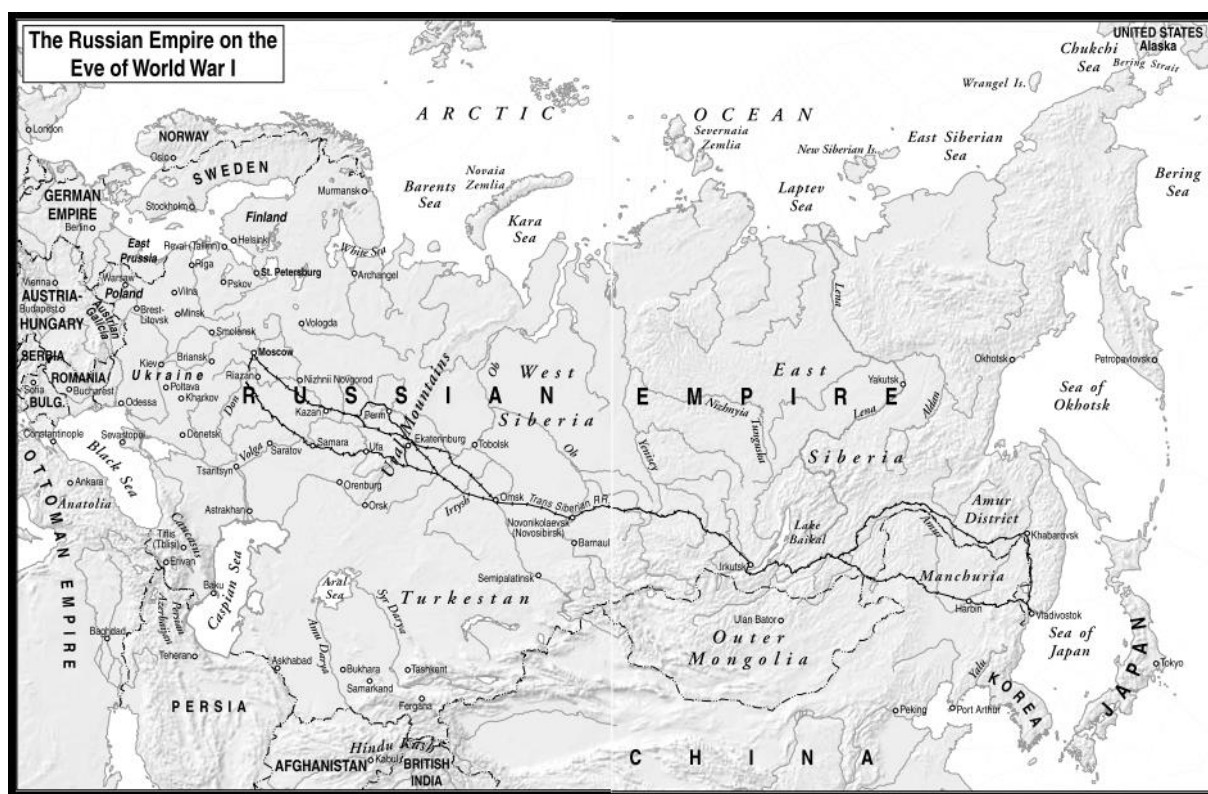 The Russian Empire on the
Eve of World War I
UNITED STATES
Alaska
Chukchi
Sea
Bering Strait
Wrangel Is.
ARCTIC
OCEAN
Severnaia
Zemlia
New Siberian Is.
East Siberian
Sea
Bering
Sea
London
NORWAY
Oslo
SWEDEN
Murmansk
Barents
Sea
Novaia
Zemlia
Kara
Sea
Laptev
Sea
GERMAN
EMPIRE
Berlin
Stockholm
Finland
Helsinki
Reval (Tallinn)
East
Prussia
Riga
White Sea
St. Petersburg
Archangel
Pskov
Vienna
Warsaw
Poland
Vilna
AUSTRIA-
HUNGARY
Budapest
Austrian
Galicia
Brest-
Litovsk
Minsk
Smolensk
Vologda
Lena
SERBIA
ROMANIA
Bucharest
Sofia
BULG.
Kiev
Ukraine
Briansk
Moscow
Riazan
Nizhnii Novgorod
Poltava
Kharkov
Odessa
Don
RUSSIAN EMPIRE
Kazan
Perm
Ural Mountains
Ob
West
Siberia
East
Siberia
Okhotsk
Petropavlovsk
Yakutsk
Lena
Aldan
Nizhnyia
Tunguska
Sea of
Okhotsk
Constantinople
Sevastopol
Donetsk
Volga
Saratov
Samara
Ufa
Ekaterinburg
Tobolsk
Ob
Yenisey
Black Sea
Tsaritsyn
Orenburg
Orsk
Irtysh
Omsk
Trans Siberian R.R.
Novonikolaevsk
(Novosibirsk)
Barnaul
OTTOMAN EMPIRE
Ankara
Anatolia
Astrakhan
Caucasus
Tiflis
(Tblisi)
Erivan
Baku
Caspian Sea
Aral
Sea
Syr Darya
Amu Darya
Turkestan
Semipalatinsk
Irkutsk
Lake
Baikal
Amur
Amur
District
Khabarovsk
Manchuria
Harbin
Vladivostok
Ulan Bator
Outer
Mongolia
Sea of
Japan
JAPAN
Tokyo
Baghdad
Persian
Azerbaijan
Teheran
Askhabad
Bukhara
Samarkand
Tashkent
Fergana
PERSIA
Hindu Kush
AFGHANISTAN
Kabul
BRITISH
INDIA
CHINA
Peking
Port Arthur
Yalu
KOREA